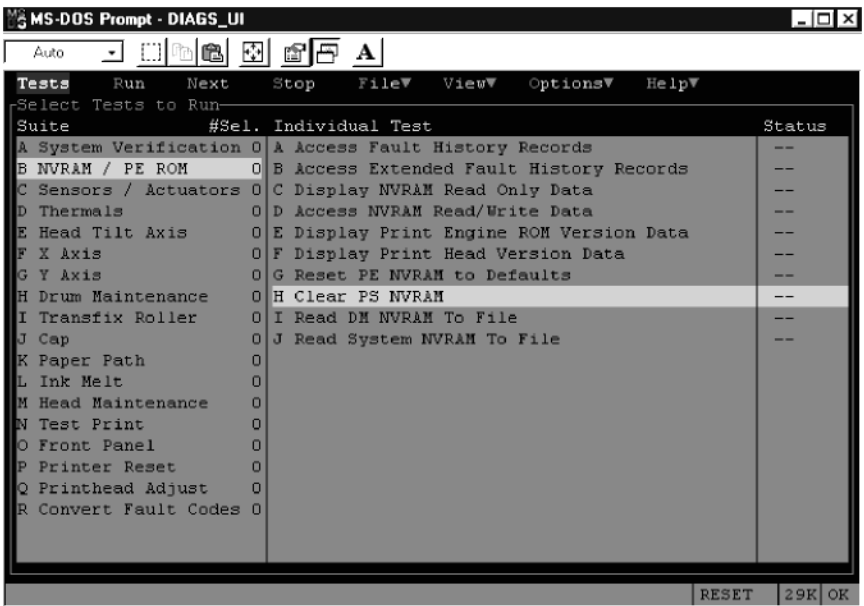 MS-DOS Prompt - DIAGS_UI
Auto
Tests Run Next Stop File▼ View▼ Options▼ Help▼
Select Tests to Run
Suite #Sel. Individual Test Status
A System Verification 0 A Access Fault History Records --
B NVRAM / PE ROM 0 B Access Extended Fault History Records --
C Sensors / Actuators 0 C Display NVRAM Read Only Data --
D Thermals 0 D Access NVRAM Read/Write Data --
E Head Tilt Axis 0 E Display Print Engine ROM Version Data --
F X Axis 0 F Display Print Head Version Data --
G Y Axis 0 G Reset PE NVRAM to Defaults --
H Drum Maintenance 0 H Clear PS NVRAM --
I Transfix Roller 0 I Read DM NVRAM To File --
J Cap 0 J Read System NVRAM To File --
K Paper Path 0
L Ink Melt 0
M Head Maintenance 0
N Test Print 0
O Front Panel 0
P Printer Reset 0
Q Printhead Adjust 0
R Convert Fault Codes 0
RESET 29K OK